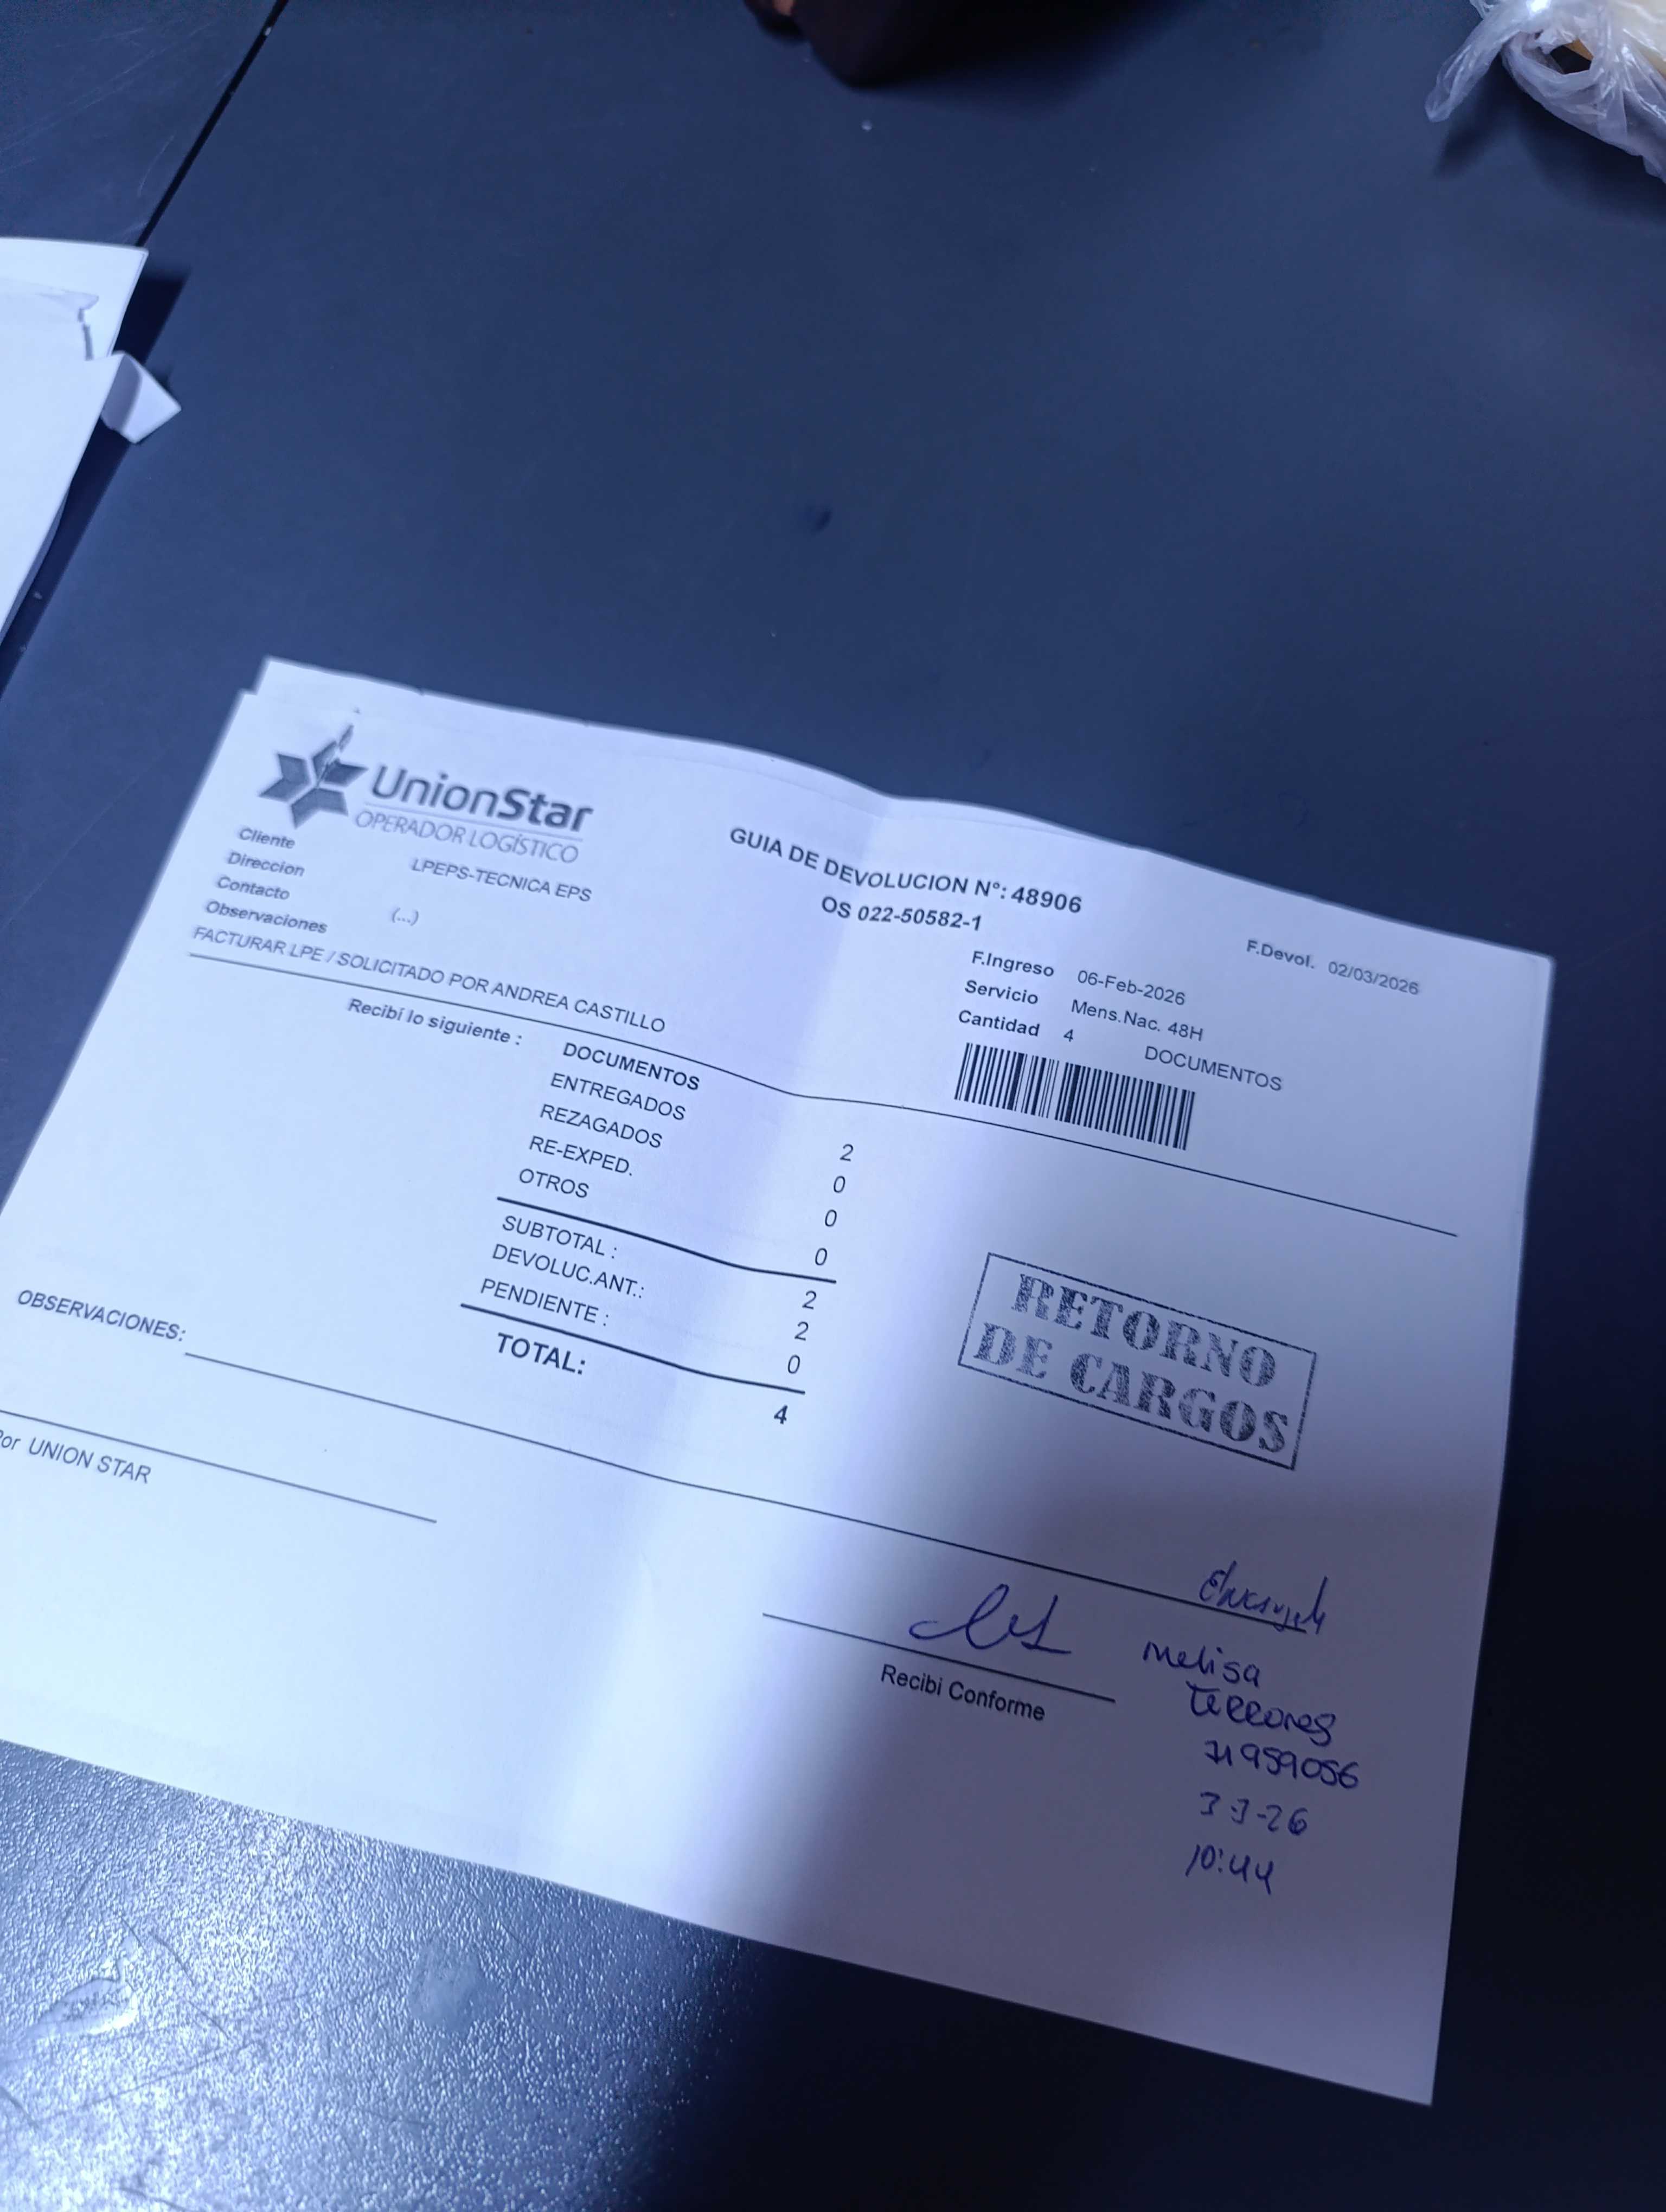 UnionStar
OPERADOR LOGÍSTICO
GUIA DE DEVOLUCION N°: 48906
OS 022-50582-1
F.Devol. 02/03/2026
Cliente LPEPS-TECNICA EPS
Direccion
Contacto (...)
Observaciones
FACTURAR LPE / SOLICITADO POR ANDREA CASTILLO
F.Ingreso 06-Feb-2026
Servicio Mens.Nac. 48H
Cantidad 4 DOCUMENTOS
Recibí lo siguiente :
DOCUMENTOS
ENTREGADOS 2
REZAGADOS 0
RE-EXPED. 0
OTROS 0
SUBTOTAL : 2
DEVOLUC.ANT.: 2
PENDIENTE : 0
TOTAL: 4
RETORNO
DE CARGOS
OBSERVACIONES:
Por UNION STAR
Recibi Conforme
Melisa
Terrones
71959056
3-3-26
10:44